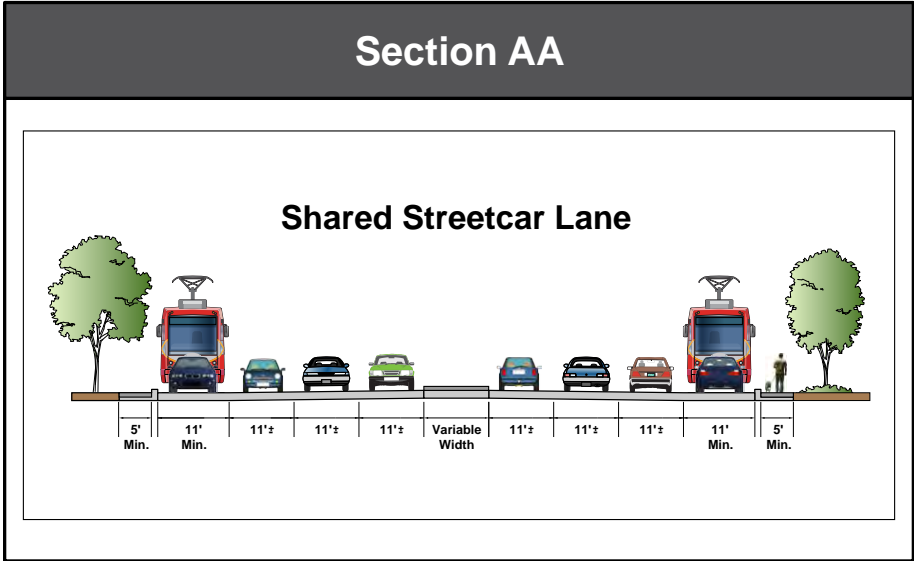 Section AA
Shared Streetcar Lane
5' Min.
11' Min.
11'±
11'±
11'±
Variable Width
11'±
11'±
11'±
11' Min.
5' Min.